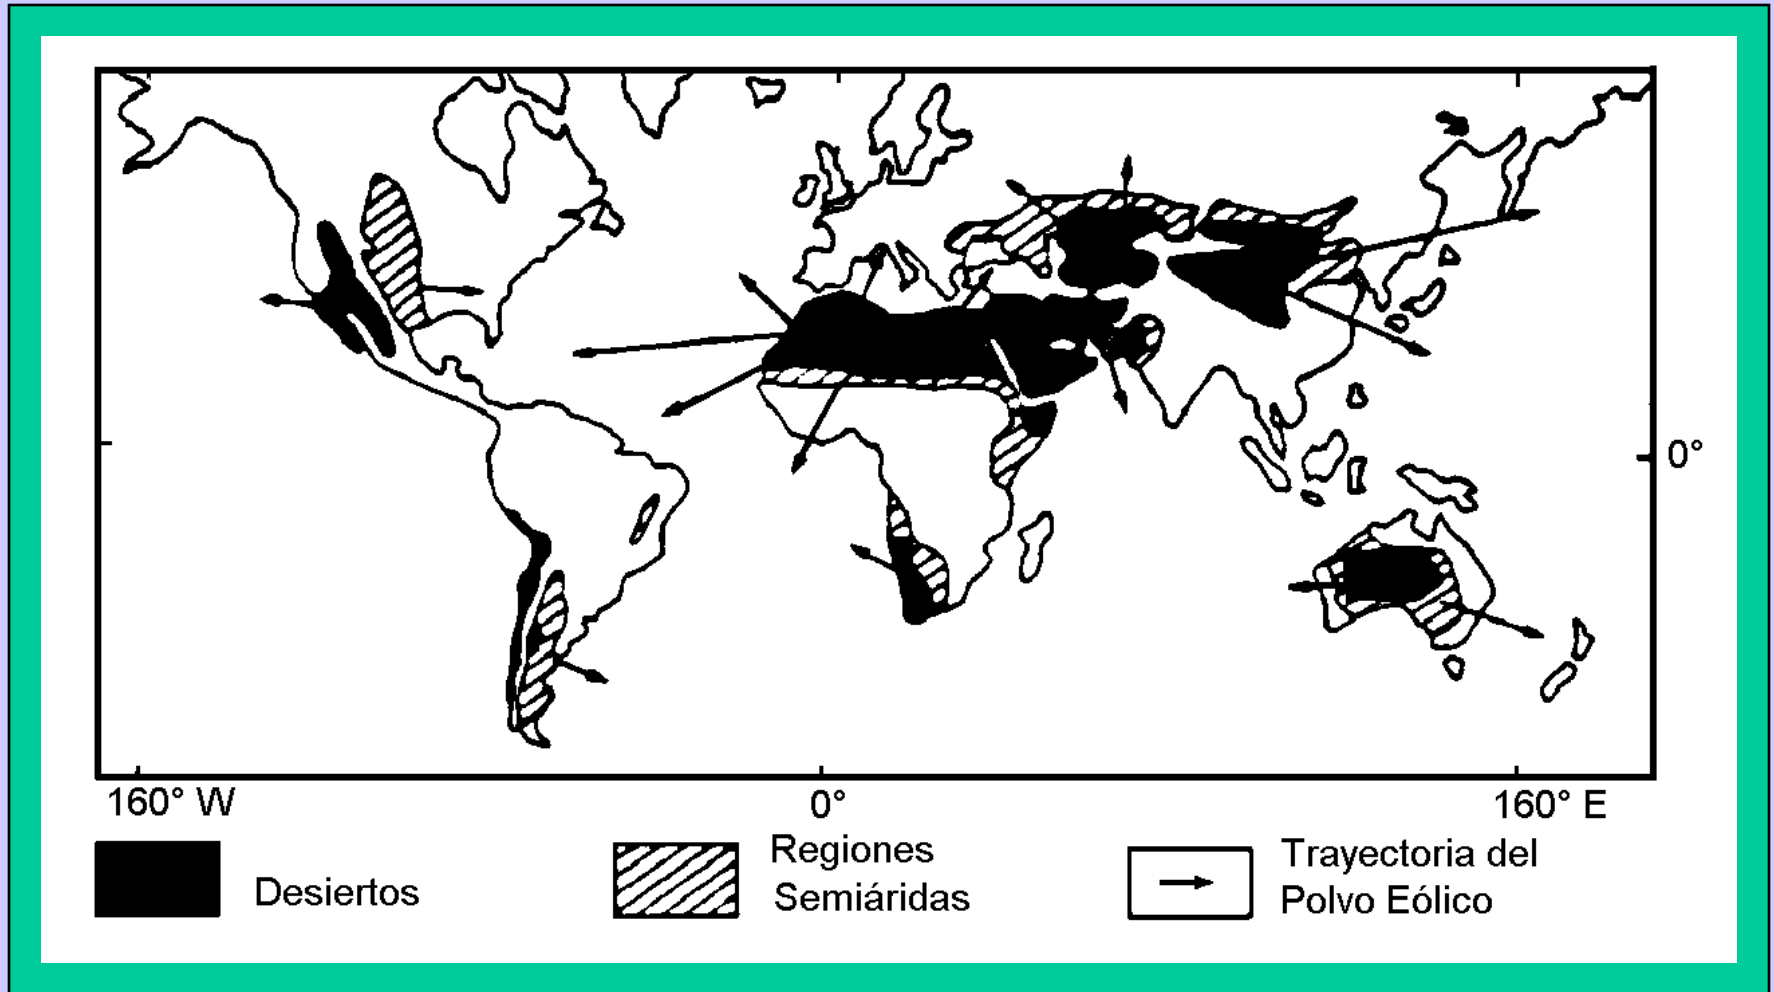 0°
160° W
0°
160° E
Desiertos
Regiones
Semiáridas
Trayectoria del
Polvo Eólico